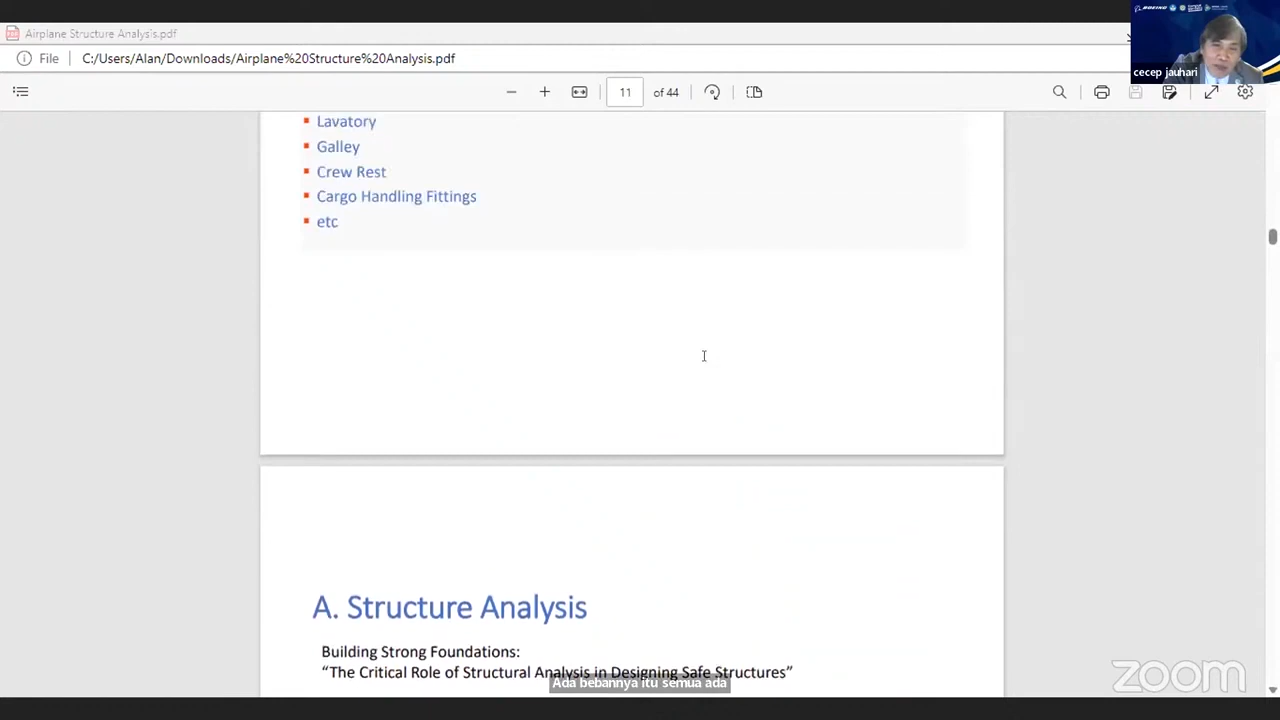 Airplane Structure Analysis.pdf
File
C:/Users/Alan/Downloads/Airplane%20Structure%20Analysis.pdf
11 of 44
BOEING
cecep jauhari
Lavatory
Galley
Crew Rest
Cargo Handling Fittings
etc
A. Structure Analysis
Building Strong Foundations:
“The Critical Role of Structural Analysis in Designing Safe Structures”
Ada bebannya itu semua ada
zoom